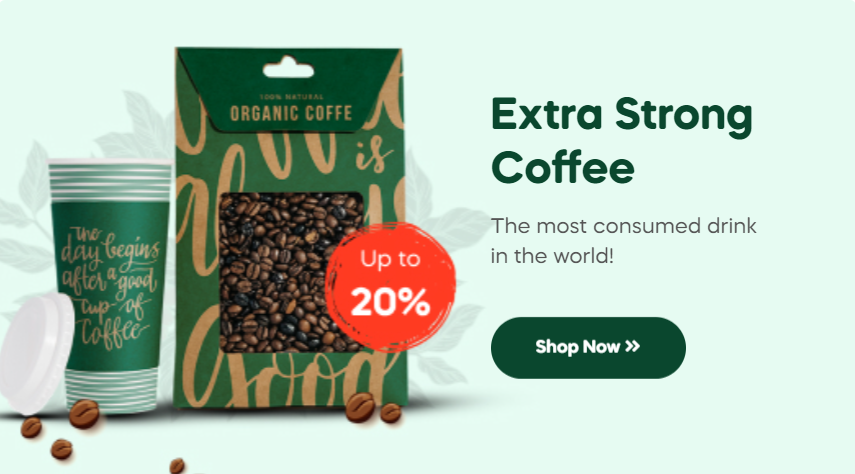 100% NATURAL
ORGANIC COFFE
is
good
The
day begins
after a good
cup of
Coffee
Up to
20%
Extra Strong
Coffee
The most consumed drink
in the world!
Shop Now »